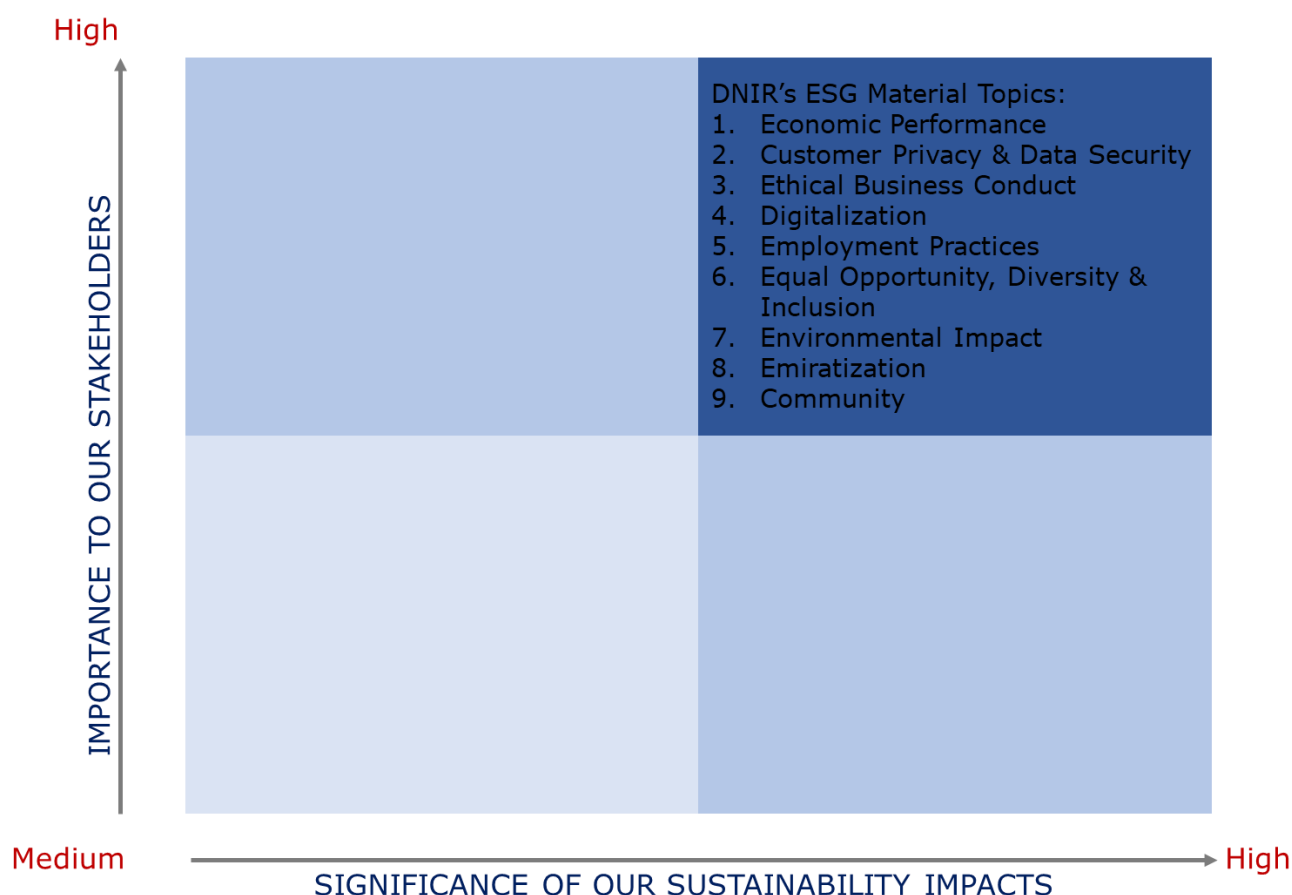 High
IMPORTANCE TO OUR STAKEHOLDERS
DNIR’s ESG Material Topics:
1. Economic Performance
2. Customer Privacy & Data Security
3. Ethical Business Conduct
4. Digitalization
5. Employment Practices
6. Equal Opportunity, Diversity &
Inclusion
7. Environmental Impact
8. Emiratization
9. Community
Medium
High
SIGNIFICANCE OF OUR SUSTAINABILITY IMPACTS